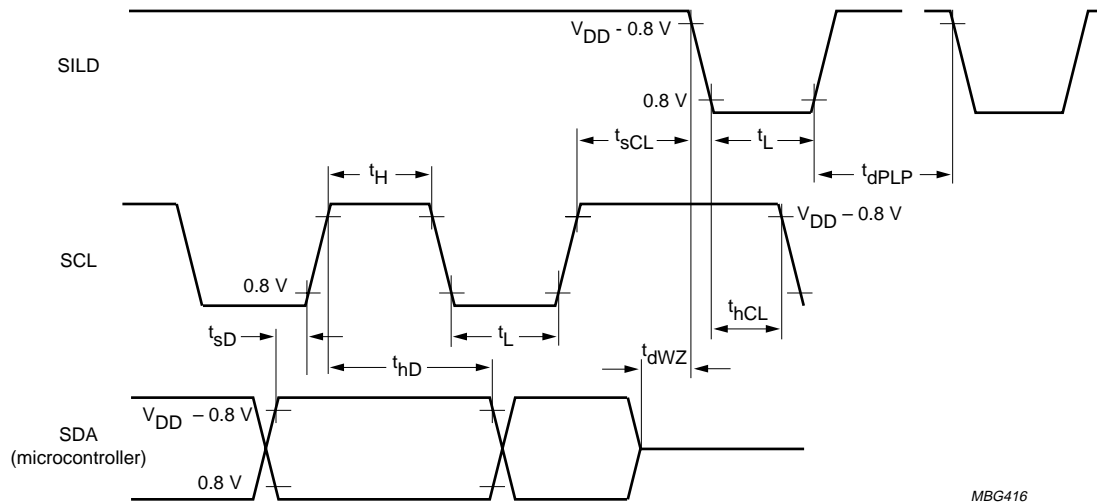 V_DD - 0.8 V
SILD
0.8 V
t_sCL
t_L
t_H
t_dPLP
V_DD – 0.8 V
SCL
0.8 V
t_hCL
t_sD
t_L
t_dWZ
t_hD
V_DD – 0.8 V
SDA
(microcontroller)
0.8 V
MBG416